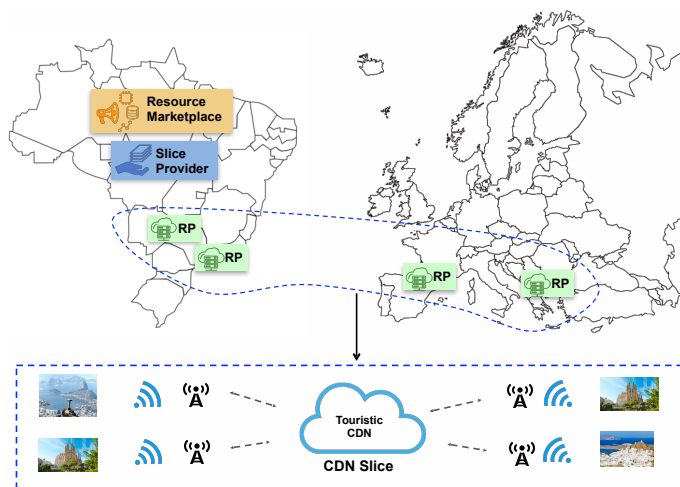 Resource
Marketplace
Slice
Provider
RP
RP
RP
RP
Touristic
CDN
CDN Slice